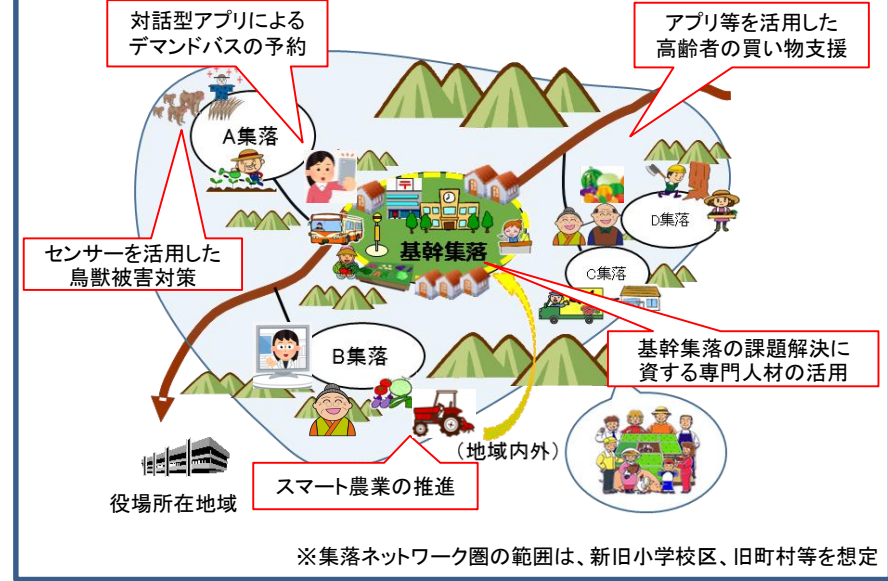 対話型アプリによる
デマンドバスの予約
アプリ等を活用した
高齢者の買い物支援
A集落
D集落
基幹集落
センサーを活用した
鳥獣被害対策
C集落
B集落
基幹集落の課題解決に
資する専門人材の活用
(地域内外)
スマート農業の推進
役場所在地域
※集落ネットワーク圏の範囲は、新旧小学校区、旧町村等を想定